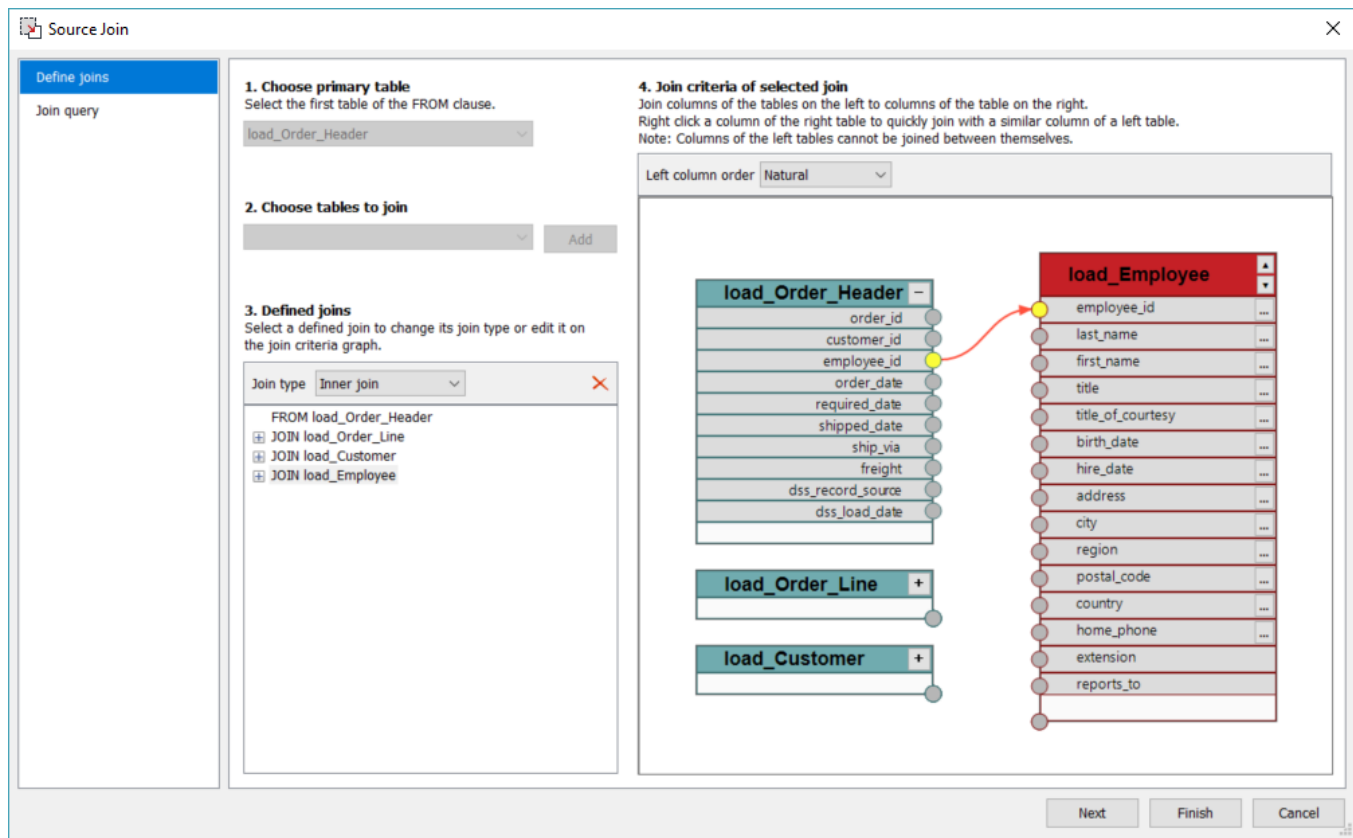 Source Join
Define joins
Join query
1. Choose primary table
Select the first table of the FROM clause.
load_Order_Header
2. Choose tables to join
Add
3. Defined joins
Select a defined join to change its join type or edit it on
the join criteria graph.
Join type Inner join
FROM load_Order_Header
JOIN load_Order_Line
JOIN load_Customer
JOIN load_Employee
4. Join criteria of selected join
Join columns of the tables on the left to columns of the table on the right.
Right click a column of the right table to quickly join with a similar column of a left table.
Note: Columns of the left tables cannot be joined between themselves.
Left column order Natural
load_Order_Header
order_id
customer_id
employee_id
order_date
required_date
shipped_date
ship_via
freight
dss_record_source
dss_load_date
load_Order_Line
load_Customer
load_Employee
employee_id ...
last_name ...
first_name ...
title ...
title_of_courtesy ...
birth_date ...
hire_date ...
address ...
city ...
region ...
postal_code ...
country ...
home_phone ...
extension
reports_to
Next Finish Cancel